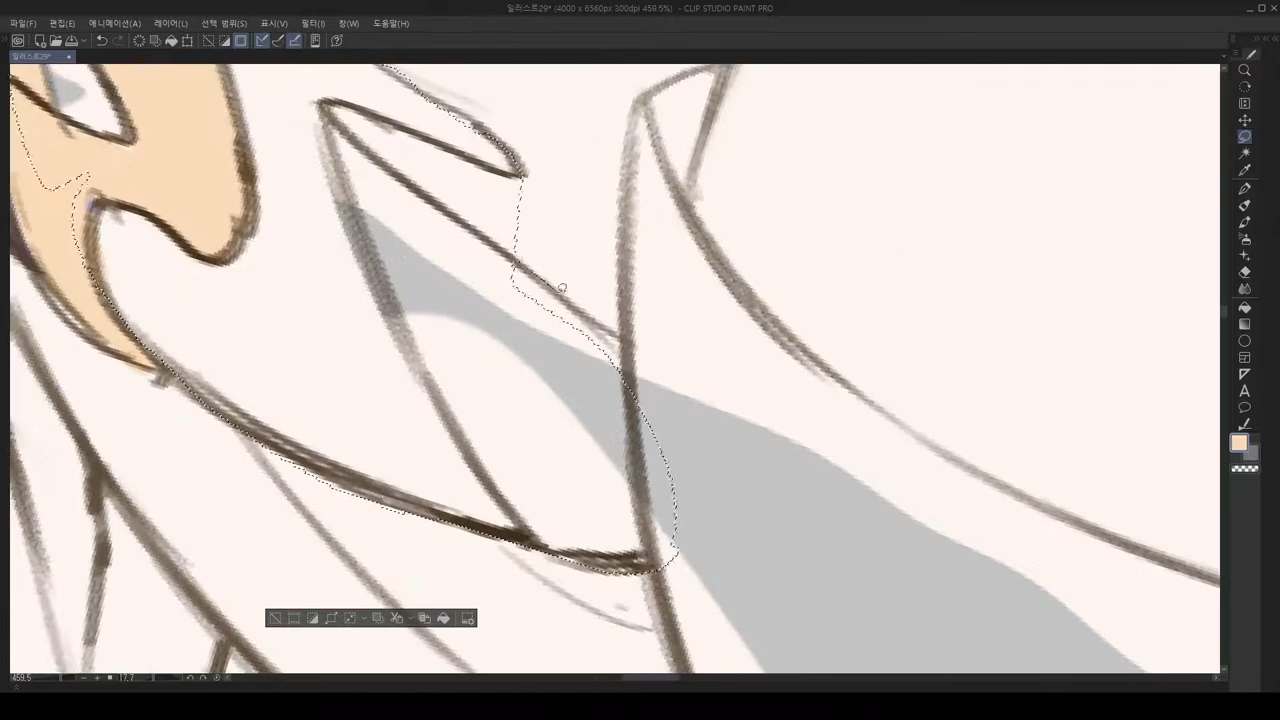 일러스트29* (4000 x 6560px 300dpi 459.5%) - CLIP STUDIO PAINT PRO
파일(F) 편집(E) 애니메이션(A) 레이어(L) 선택 범위(S) 표시(V) 필터(I) 창(W) 도움말(H)
일러스트29*
A
459.5 17.7